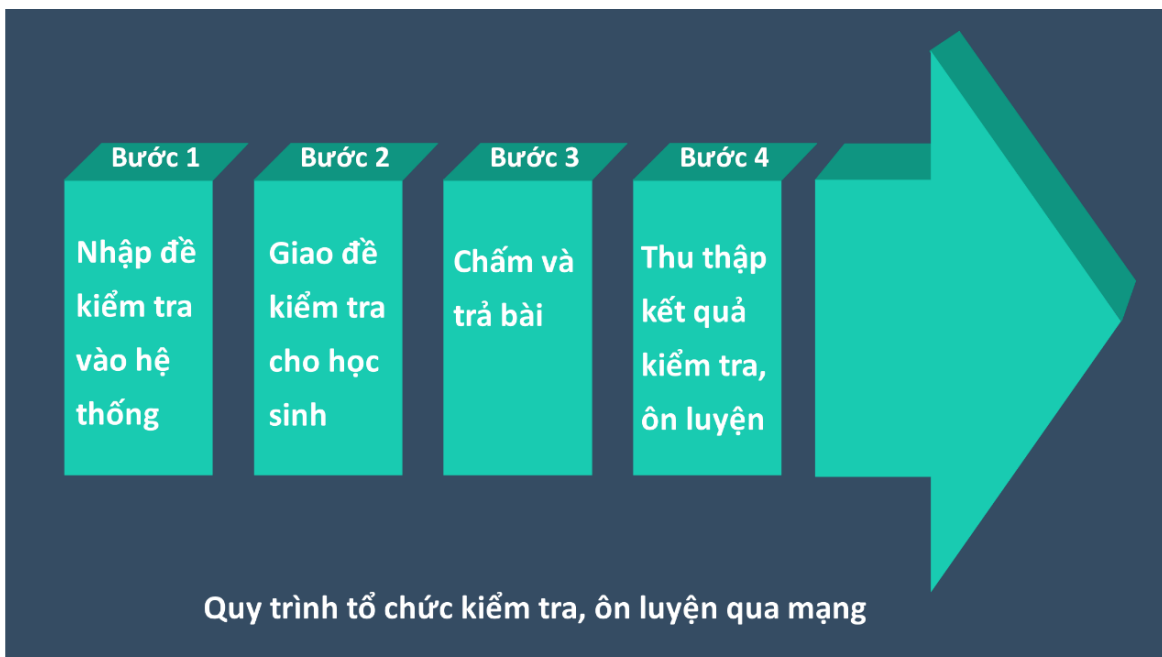 Bước 1
Nhập đề
kiểm tra
vào hệ
thống
Bước 2
Giao đề
kiểm tra
cho học
sinh
Bước 3
Chấm và
trả bài
Bước 4
Thu thập
kết quả
kiểm tra,
ôn luyện
Quy trình tổ chức kiểm tra, ôn luyện qua mạng